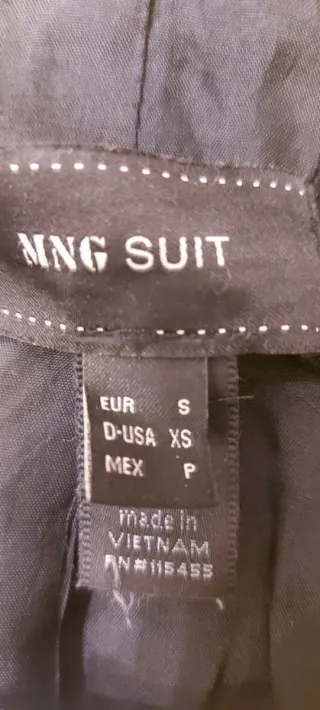 MNG SUIT
EUR S
D-USA XS
MEX P
made in
VIETNAM
RN#115455